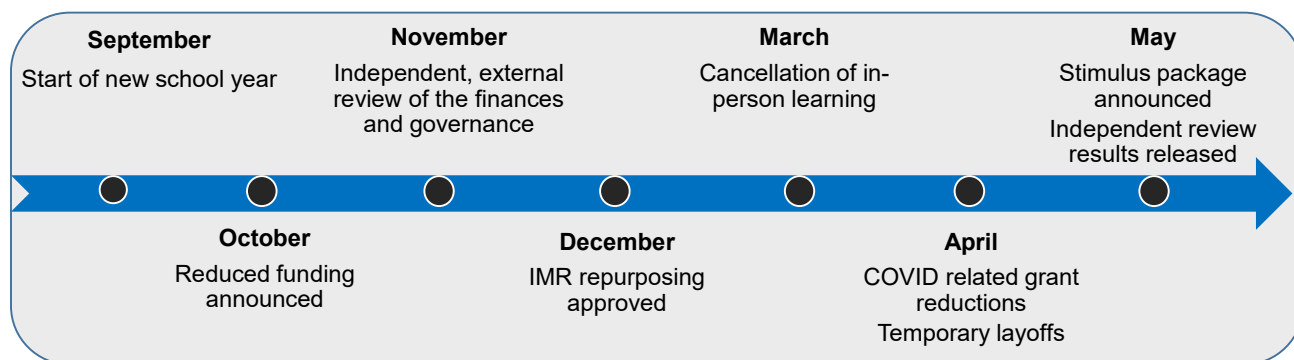 September
Start of new school year
November
Independent, external
review of the finances
and governance
March
Cancellation of in-
person learning
May
Stimulus package
announced
Independent review
results released
October
Reduced funding
announced
December
IMR repurposing
approved
April
COVID related grant
reductions
Temporary layoffs